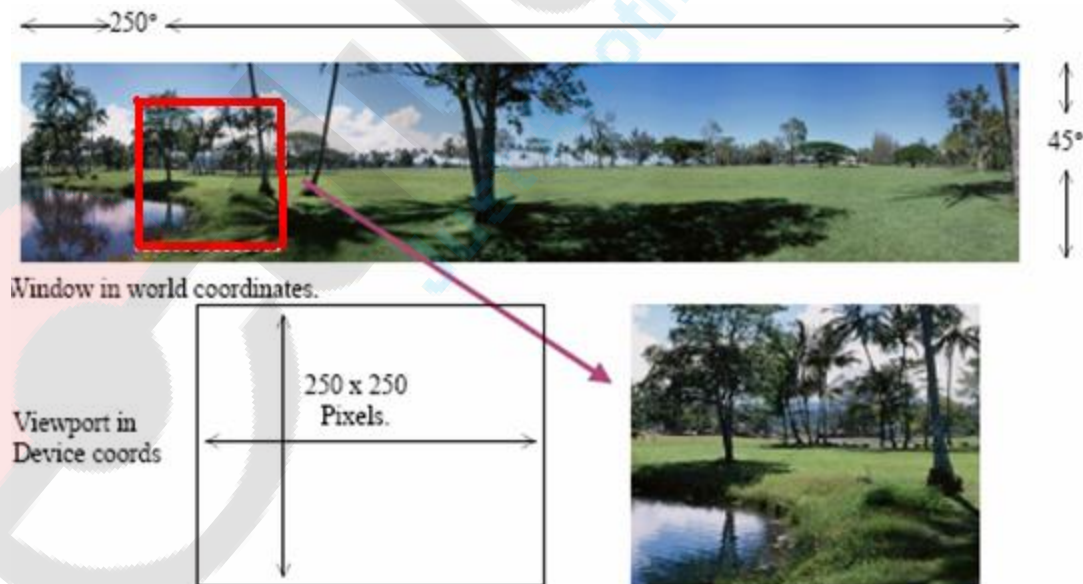 250°
45°
Window in world coordinates.
250 x 250
Pixels.
Viewport in
Device coords